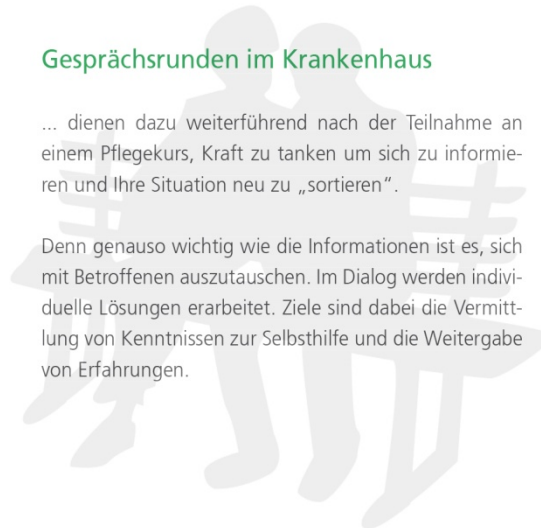 Gesprächsrunden im Krankenhaus
... dienen dazu weiterführend nach der Teilnahme an
einem Pflegekurs, Kraft zu tanken um sich zu informie-
ren und Ihre Situation neu zu „sortieren“.
Denn genauso wichtig wie die Informationen ist es, sich
mit Betroffenen auszutauschen. Im Dialog werden indivi-
duelle Lösungen erarbeitet. Ziele sind dabei die Vermitt-
lung von Kenntnissen zur Selbsthilfe und die Weitergabe
von Erfahrungen.